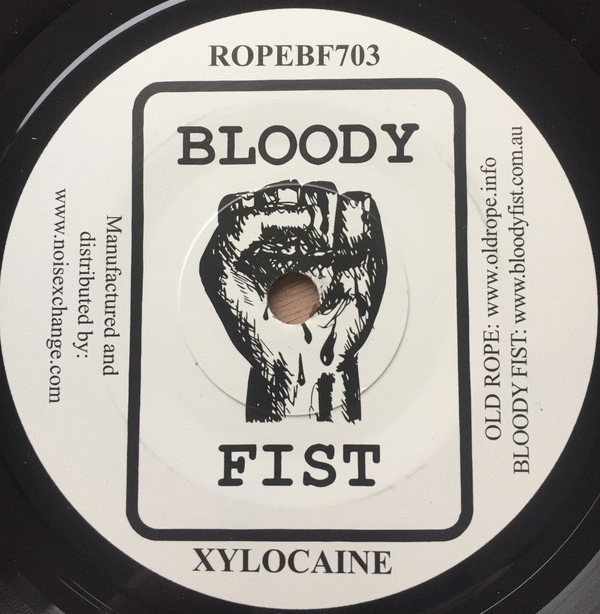 ROPEBF703
BLOODY
FIST
XYLOCAINE
Manufactured and
distributed by:
www.noisexchange.com
OLD ROPE: www.oldrope.info
BLOODY FIST: www.bloodyfist.com.au